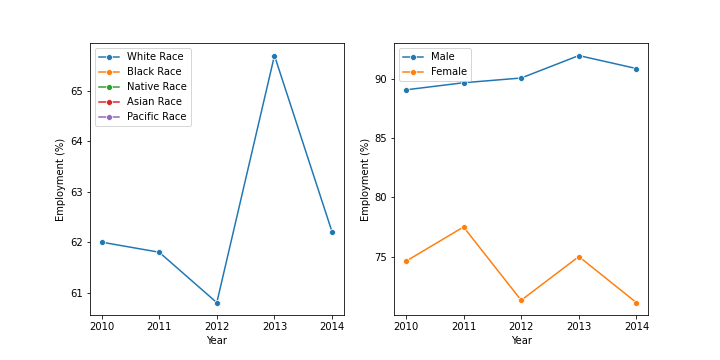 White Race
Black Race
Native Race
Asian Race
Pacific Race
65
64
63
62
61
Employment (%)
2010 2011 2012 2013 2014
Year
Male
Female
90
85
80
75
Employment (%)
2010 2011 2012 2013 2014
Year